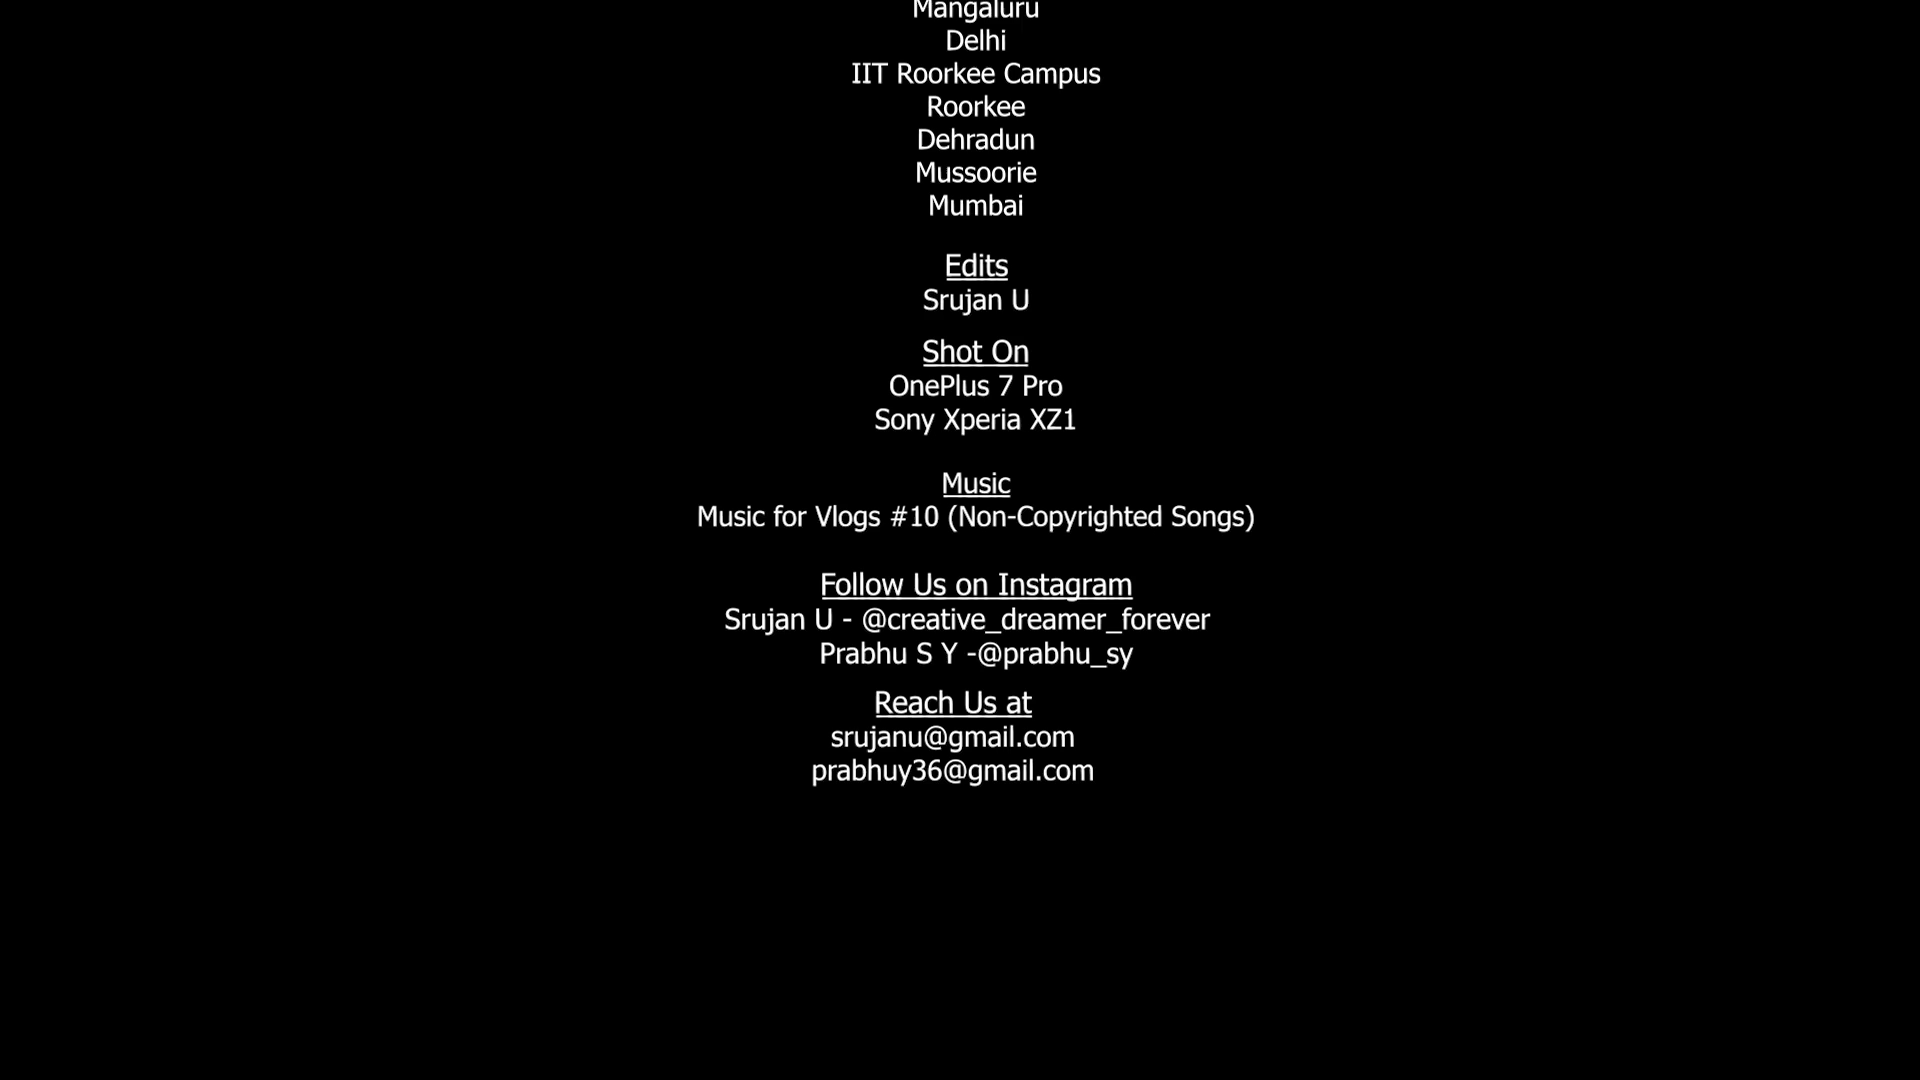 Mangaluru
Delhi
IIT Roorkee Campus
Roorkee
Dehradun
Mussoorie
Mumbai
Edits
Srujan U
Shot On
OnePlus 7 Pro
Sony Xperia XZ1
Music
Music for Vlogs #10 (Non-Copyrighted Songs)
Follow Us on Instagram
Srujan U - @creative_dreamer_forever
Prabhu S Y -@prabhu_sy
Reach Us at
srujanu@gmail.com
prabhuy36@gmail.com